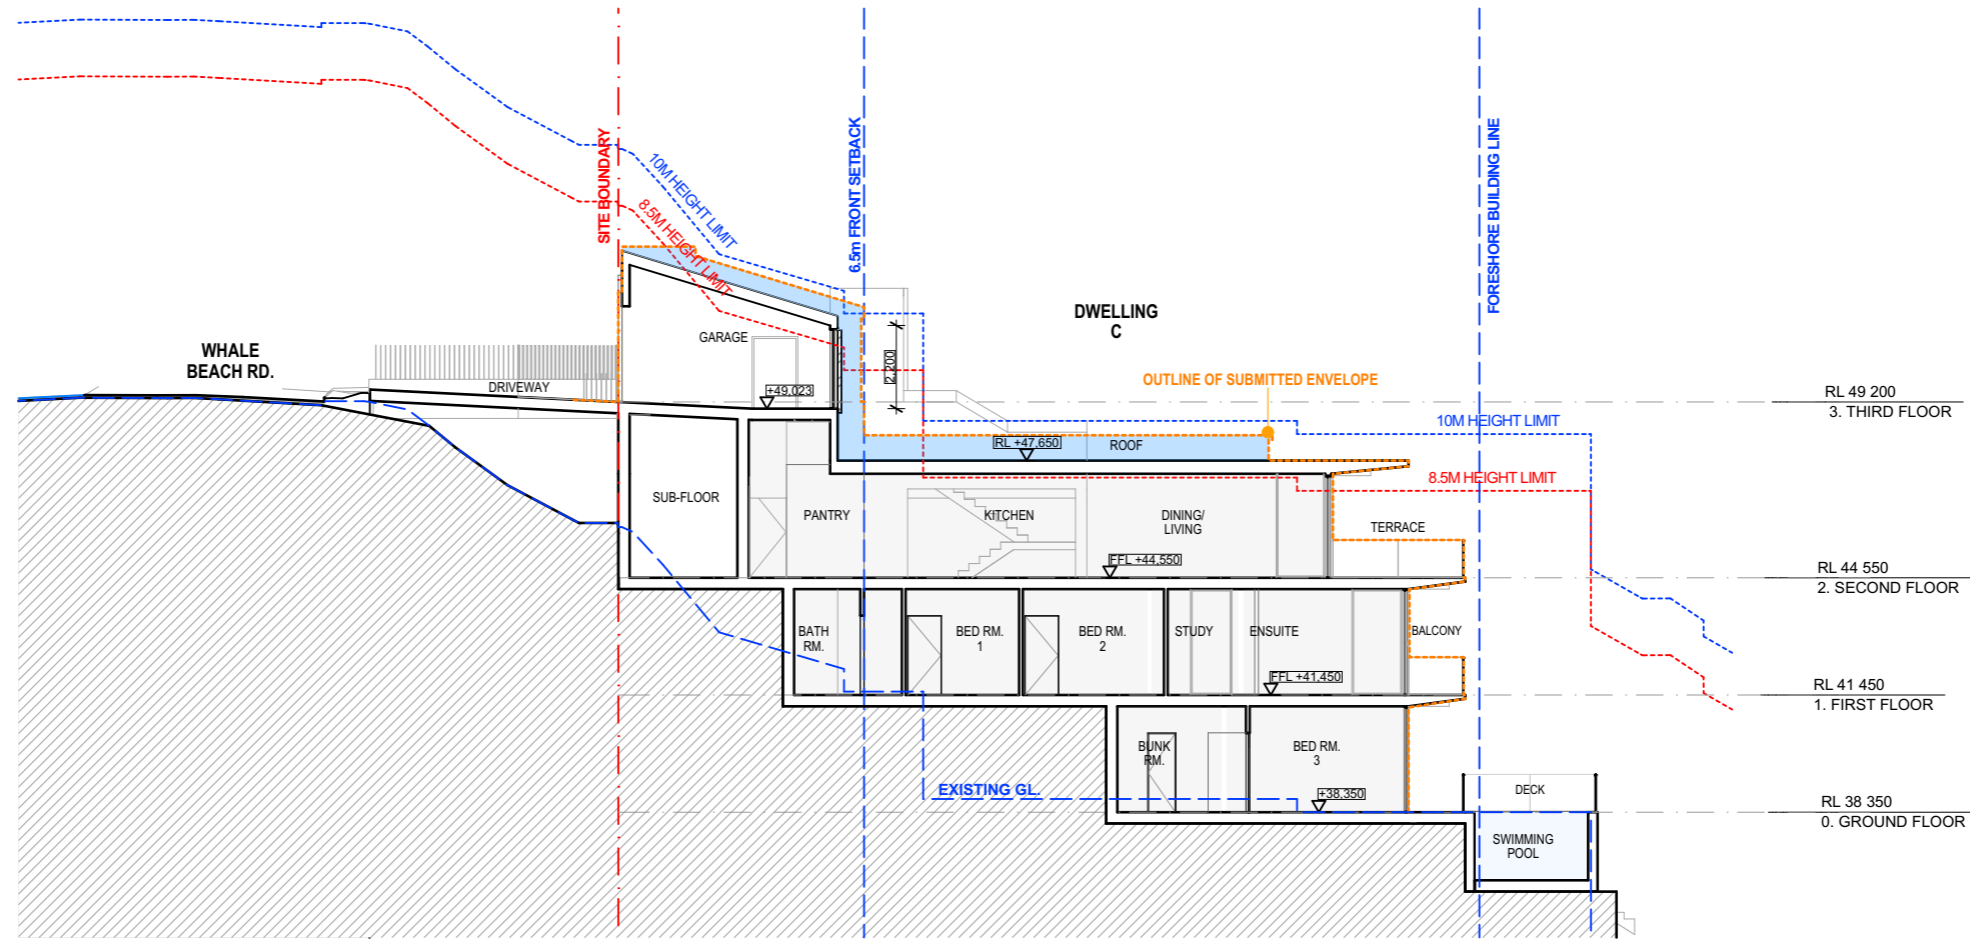 SITE BOUNDARY
10M HEIGHT LIMIT
8.5M HEIGHT LIMIT
6.5m FRONT SETBACK
FORESHORE BUILDING LINE
DWELLING
C
WHALE
BEACH RD.
GARAGE
2,200
DRIVEWAY
+49,023
OUTLINE OF SUBMITTED ENVELOPE
RL 49 200
3. THIRD FLOOR
10M HEIGHT LIMIT
RL +47,650
ROOF
8.5M HEIGHT LIMIT
SUB-FLOOR
PANTRY
KITCHEN
DINING/
LIVING
TERRACE
FFL +44,550
RL 44 550
2. SECOND FLOOR
BATH
RM.
BED RM.
1
BED RM.
2
STUDY
ENSUITE
BALCONY
FFL +41,450
RL 41 450
1. FIRST FLOOR
BUNK
RM.
BED RM.
3
EXISTING GL.
+38,350
DECK
RL 38 350
0. GROUND FLOOR
SWIMMING
POOL